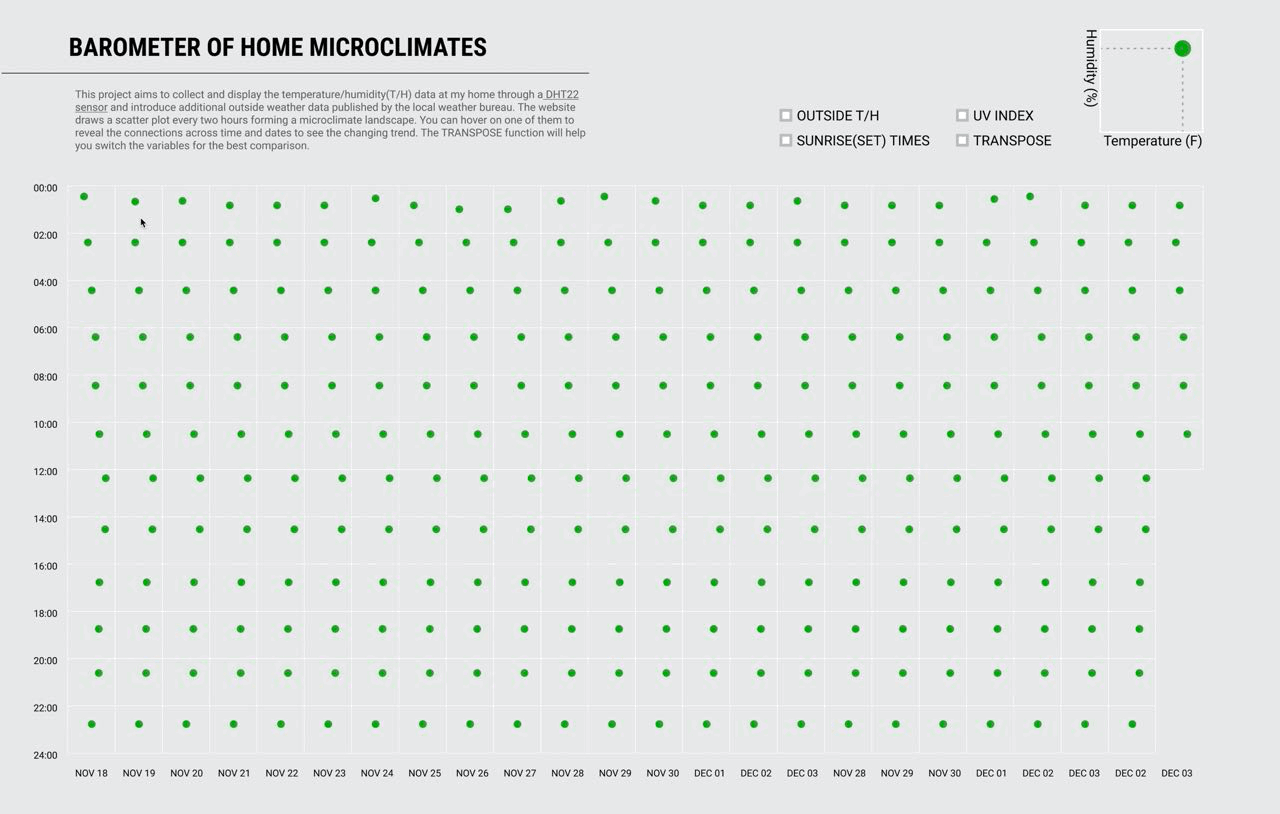 BAROMETER OF HOME MICROCLIMATES
This project aims to collect and display the temperature/humidity(T/H) data at my home through a DHT22
sensor and introduce additional outside weather data published by the local weather bureau. The website
draws a scatter plot every two hours forming a microclimate landscape. You can hover on one of them to
reveal the connections across time and dates to see the changing trend. The TRANSPOSE function will help
you switch the variables for the best comparison.
OUTSIDE T/H UV INDEX
SUNRISE(SET) TIMES TRANSPOSE
Humidity (%)
Temperature (F)
00:00
02:00
04:00
06:00
08:00
10:00
12:00
14:00
16:00
18:00
20:00
22:00
24:00
NOV 18 NOV 19 NOV 20 NOV 21 NOV 22 NOV 23 NOV 24 NOV 25 NOV 26 NOV 27 NOV 28 NOV 29 NOV 30 DEC 01 DEC 02 DEC 03 NOV 28 NOV 29 NOV 30 DEC 01 DEC 02 DEC 03 DEC 02 DEC 03